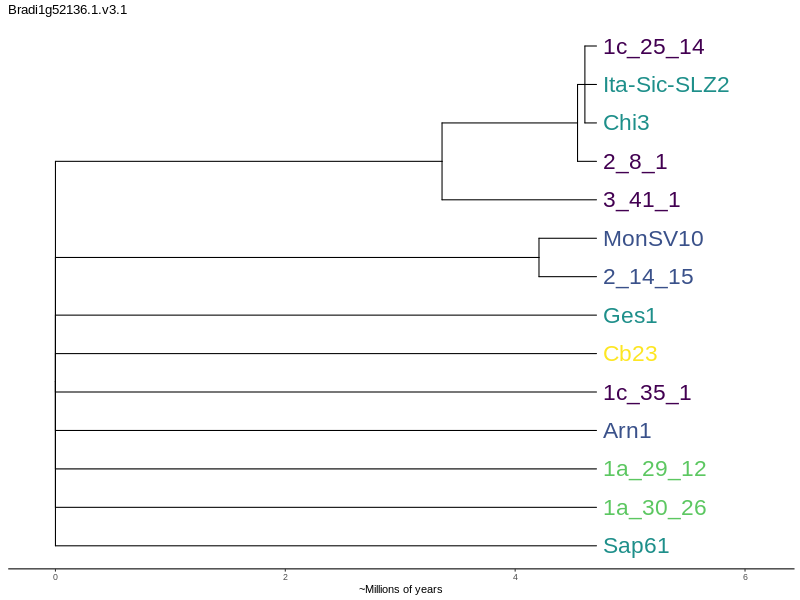 Bradi1g52136.1.v3.1
1c_25_14
Ita-Sic-SLZ2
Chi3
2_8_1
3_41_1
MonSV10
2_14_15
Ges1
Cb23
1c_35_1
Arn1
1a_29_12
1a_30_26
Sap61
0 2 4 6
~Millions of years